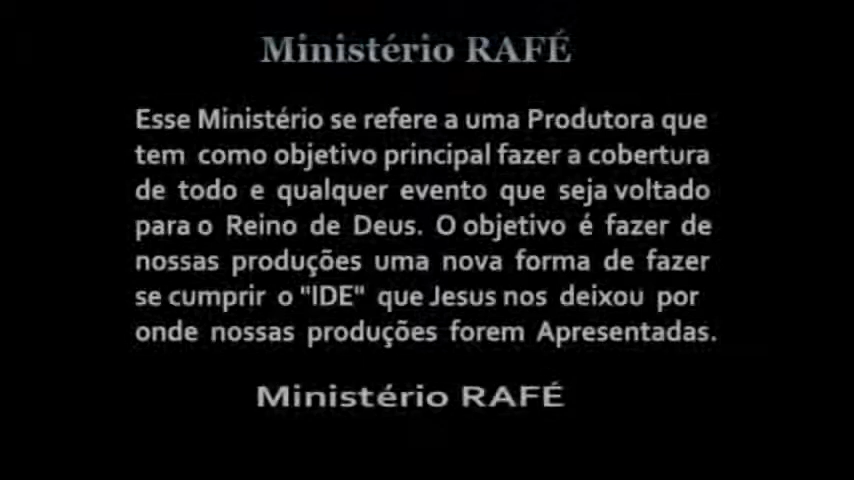 Ministério RAFÉ
Esse Ministério se refere a uma Produtora que
tem como objetivo principal fazer a cobertura
de todo e qualquer evento que seja voltado
para o Reino de Deus. O objetivo é fazer de
nossas produções uma nova forma de fazer
se cumprir o "IDE" que Jesus nos deixou por
onde nossas produções forem Apresentadas.
Ministério RAFÉ